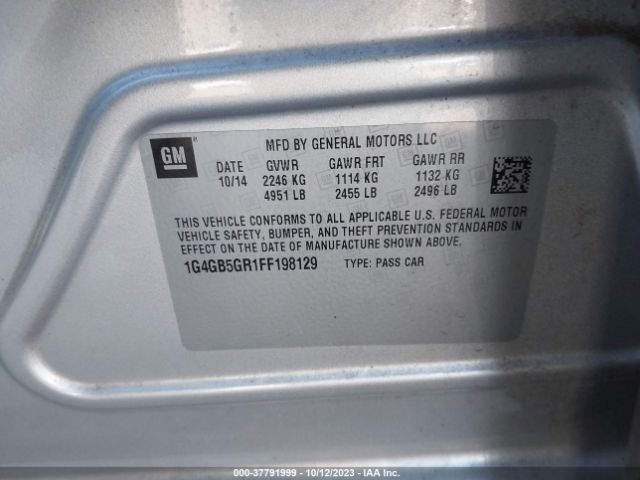 GM
MFD BY GENERAL MOTORS LLC
DATE GVWR GAWR FRT GAWR RR
10/14 2246 KG 1114 KG 1132 KG
4951 LB 2455 LB 2496 LB
THIS VEHICLE CONFORMS TO ALL APPLICABLE U.S. FEDERAL MOTOR
VEHICLE SAFETY, BUMPER, AND THEFT PREVENTION STANDARDS IN
EFFECT ON THE DATE OF MANUFACTURE SHOWN ABOVE.
1G4GB5GR1FF198129 TYPE: PASS CAR
000-37791999 - 10/12/2023 - IAA Inc.